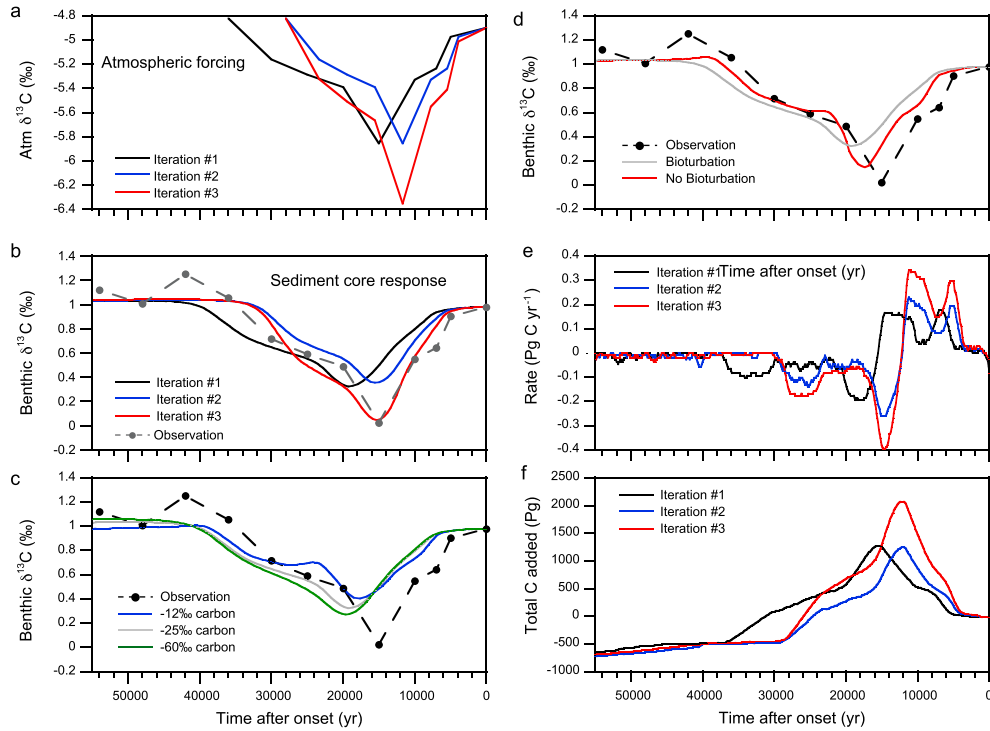 a
-4.8
-5
-5.2
-5.4
-5.6
-5.8
-6
-6.2
-6.4
Atm δ13C (‰)
Atmospheric forcing
Iteration #1
Iteration #2
Iteration #3
b
1.4
1.2
1
0.8
0.6
0.4
0.2
0
-0.2
Benthic δ13C (‰)
Sediment core response
Iteration #1
Iteration #2
Iteration #3
Observation
c
1.4
1.2
1
0.8
0.6
0.4
0.2
0
-0.2
Benthic δ13C (‰)
Observation
-12‰ carbon
-25‰ carbon
-60‰ carbon
50000 40000 30000 20000 10000 0
Time after onset (yr)
d
1.4
1.2
1
0.8
0.6
0.4
0.2
0
-0.2
Benthic δ13C (‰)
Observation
Bioturbation
No Bioturbation
e
0.4
0.3
0.2
0.1
0
-0.1
-0.2
-0.3
-0.4
Rate (Pg C yr-1)
Iteration #1 Time after onset (yr)
Iteration #2
Iteration #3
f
2500
2000
1500
1000
500
0
-500
-1000
Total C added (Pg)
Iteration #1
Iteration #2
Iteration #3
50000 40000 30000 20000 10000 0
Time after onset (yr)